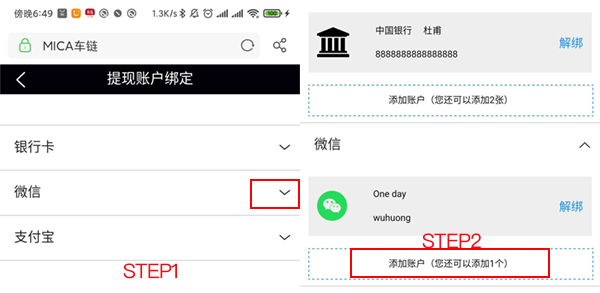 傍晚6:49
1.3K/s
100
MICA车链
提现账户绑定
银行卡
微信
支付宝
STEP1
中国银行 杜甫
8888888888888888
解绑
添加账户（您还可以添加2张）
微信
One day
wuhuong
解绑
STEP2
添加账户（您还可以添加1个）